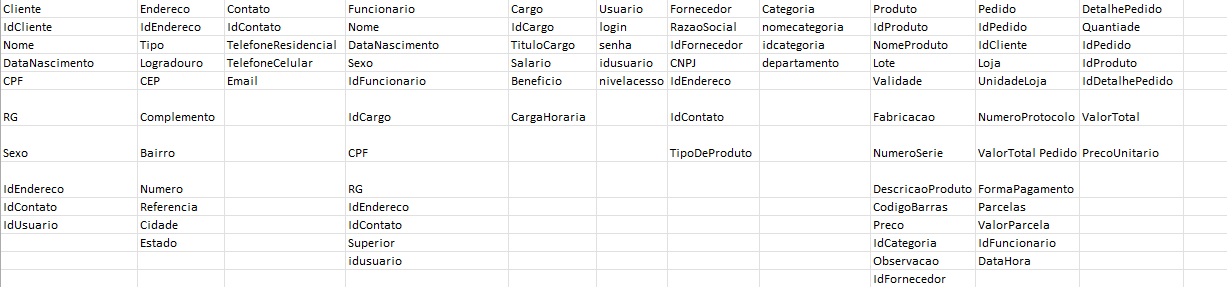 Cliente Endereco Contato Funcionario Cargo Usuario Fornecedor Categoria Produto Pedido DetalhePedido
IdCliente IdEndereco IdContato Nome IdCargo login RazaoSocial nomecategoria IdProduto IdPedido Quantiade
Nome Tipo TelefoneResidencial DataNascimento TituloCargo senha IdFornecedor idcategoria NomeProduto IdCliente IdPedido
DataNascimento Logradouro TelefoneCelular Sexo Salario idusuario CNPJ departamento Lote Loja IdProduto
CPF CEP Email IdFuncionario Beneficio nivelacesso IdEndereco Validade UnidadeLoja IdDetalhePedido
RG Complemento IdCargo CargaHoraria IdContato Fabricacao NumeroProtocolo ValorTotal
Sexo Bairro CPF TipoDeProduto NumeroSerie ValorTotal Pedido PrecoUnitario
IdEndereco Numero RG DescricaoProduto FormaPagamento
IdContato Referencia IdEndereco CodigoBarras Parcelas
IdUsuario Cidade IdContato Preco ValorParcela
Estado Superior IdCategoria IdFuncionario
idusuario Observacao DataHora
IdFornecedor